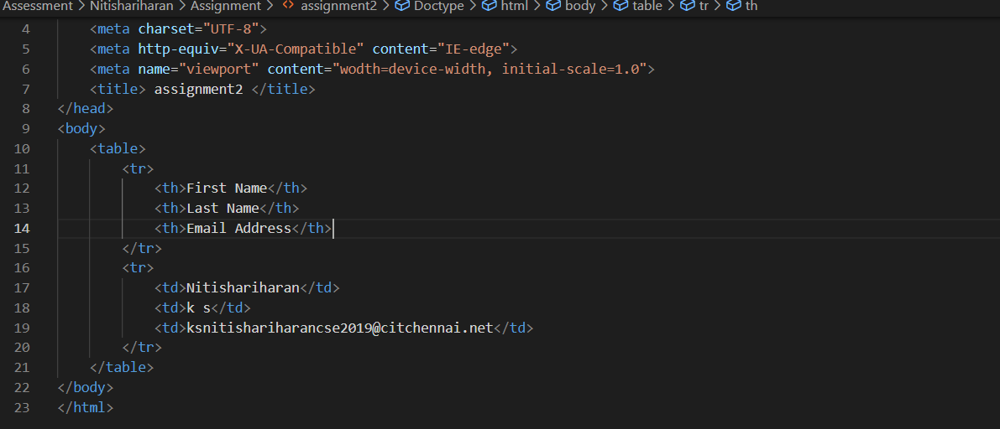 Assessment > Nitishariharan > Assignment > <> assignment2 > Doctype > html > body > table > tr > th
4 <meta charset="UTF-8">
5 <meta http-equiv="X-UA-Compatible" content="IE-edge">
6 <meta name="viewport" content="wodth=device-width, initial-scale=1.0">
7 <title> assignment2 </title>
8 </head>
9 <body>
10 <table>
11 <tr>
12 <th>First Name</th>
13 <th>Last Name</th>
14 <th>Email Address</th>
15 </tr>
16 <tr>
17 <td>Nitishariharan</td>
18 <td>k s</td>
19 <td>ksnitishariharancse2019@citchennai.net</td>
20 </tr>
21 </table>
22 </body>
23 </html>